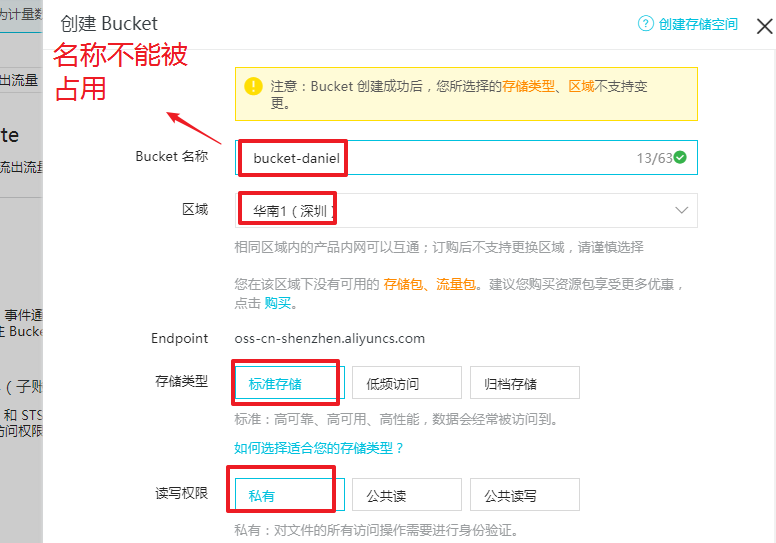 为计量数
创建 Bucket
创建存储空间
名称不能被
占用
出流量
注意：Bucket 创建成功后，您所选择的存储类型、区域不支持变
更。
te
Bucket 名称
bucket-daniel
13/63
流出流量
区域
华南1（深圳）
相同区域内的产品内网可以互通；订购后不支持更换区域，请谨慎选择
您在该区域下没有可用的 存储包、流量包。建议您购买资源包享受更多优惠，
点击 购买。
事件通
Bucke
Endpoint
oss-cn-shenzhen.aliyuncs.com
存储类型
标准存储
低频访问
归档存储
（子账
和 STS
标准：高可靠、高可用、高性能，数据会经常被访问到。
访问权限
如何选择适合您的存储类型？
读写权限
私有
公共读
公共读写
私有：对文件的所有访问操作需要进行身份验证。